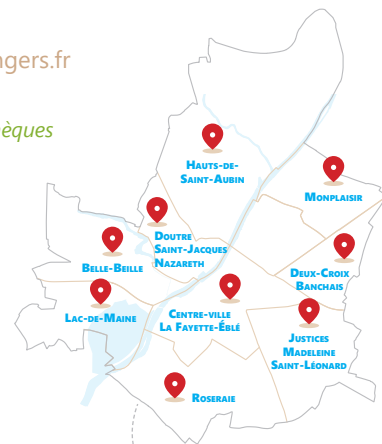 ngers.fr
èques
Hauts-de-
Saint-Aubin
Monplaisir
Doutre
Saint-Jacques
Nazareth
Belle-Beille
Deux-Croix
Banchais
Lac-de-Maine
Centre-ville
La Fayette-Éblé
Justices
Madeleine
Saint-Léonard
Roseraie